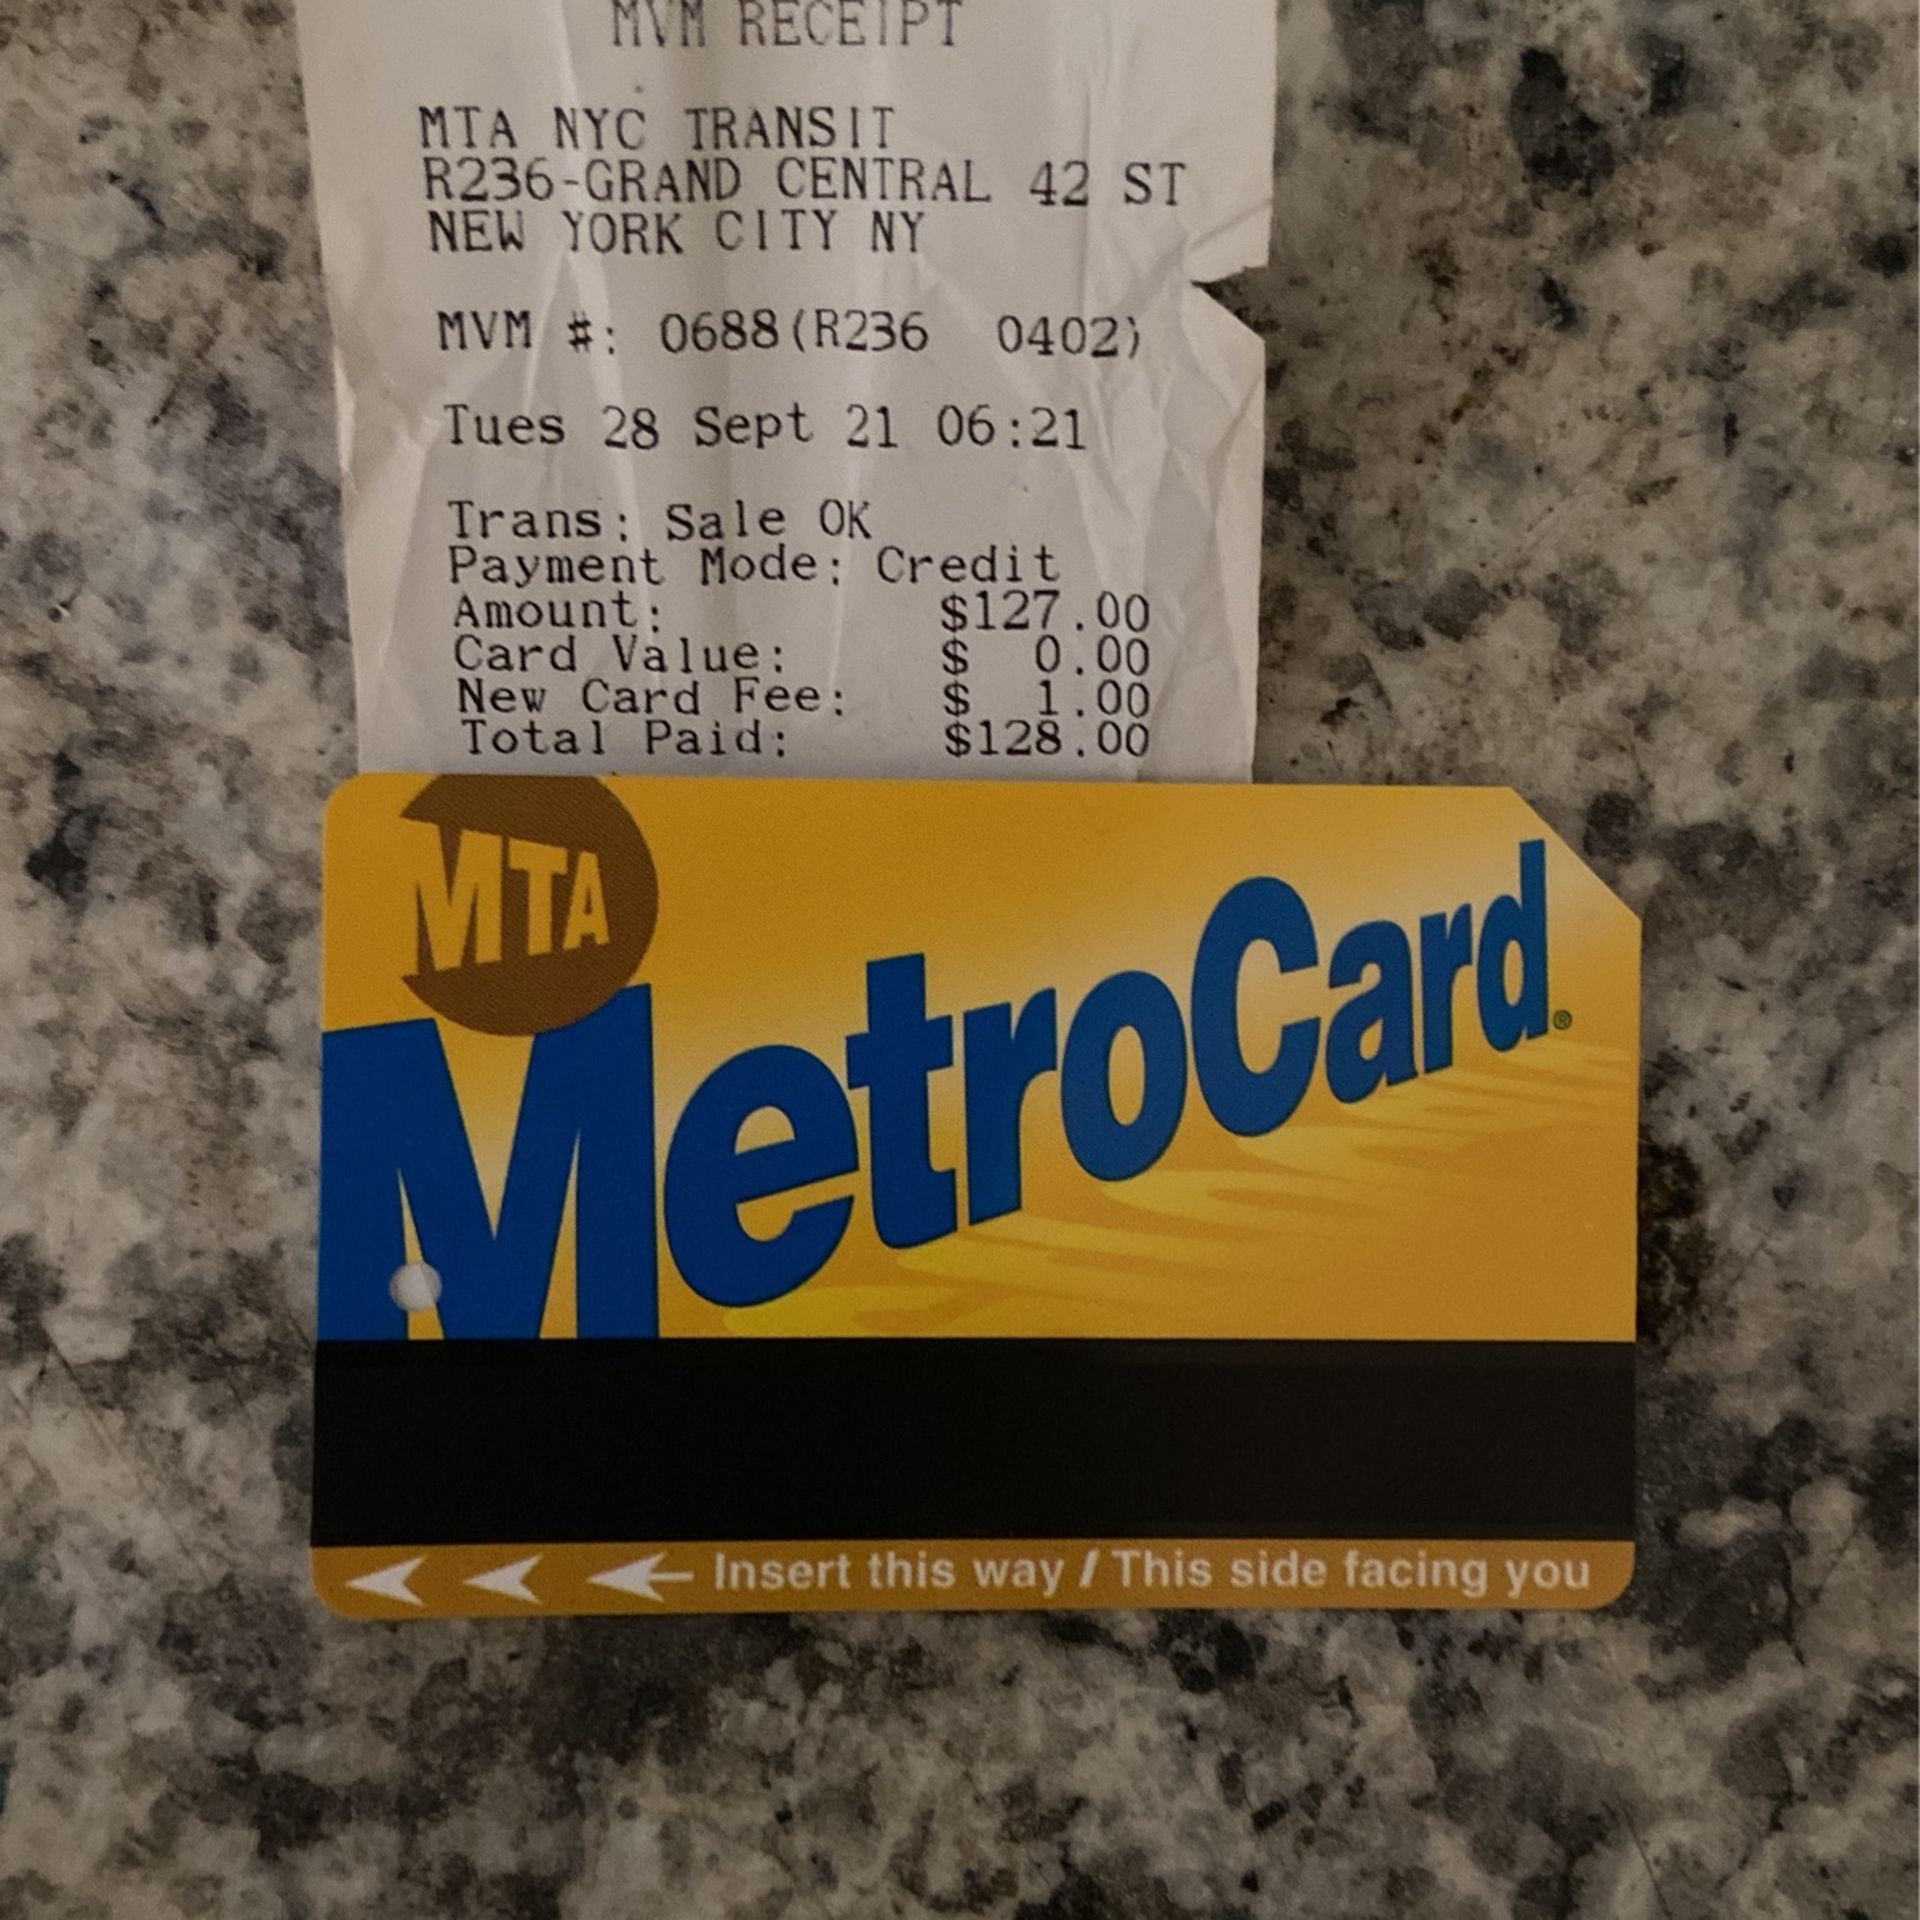 MVM RECEIPT
MTA NYC TRANSIT
R236-GRAND CENTRAL 42 ST
NEW YORK CITY NY
MVM #: 0688(R236 0402)
Tues 28 Sept 21 06:21
Trans: Sale OK
Payment Mode: Credit
Amount: $127.00
Card Value: $ 0.00
New Card Fee: $ 1.00
Total Paid: $128.00
MTA
MetroCard®
Insert this way / This side facing you